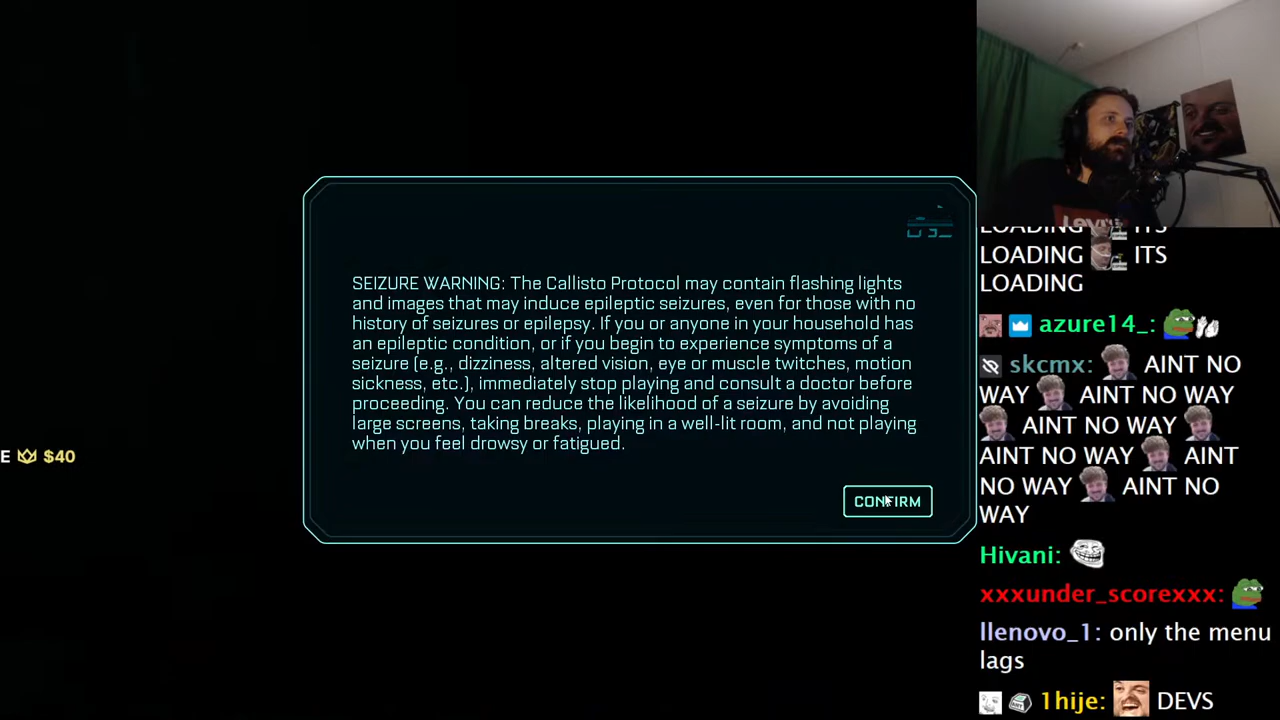 SEIZURE WARNING: The Callisto Protocol may contain flashing lights
and images that may induce epileptic seizures, even for those with no
history of seizures or epilepsy. If you or anyone in your household has
an epileptic condition, or if you begin to experience symptoms of a
seizure (e.g., dizziness, altered vision, eye or muscle twitches, motion
sickness, etc.), immediately stop playing and consult a doctor before
proceeding. You can reduce the likelihood of a seizure by avoiding
large screens, taking breaks, playing in a well-lit room, and not playing
when you feel drowsy or fatigued.
CONFIRM
E $40
LOADING ITS
LOADING ITS
LOADING
azure14_:
skcmx: AINT NO
WAY AINT NO WAY
AINT NO WAY
AINT NO WAY AINT
NO WAY AINT NO
WAY
Hivani:
xxxunder_scorexxx:
llenovo_1: only the menu
lags
1hije: DEVS